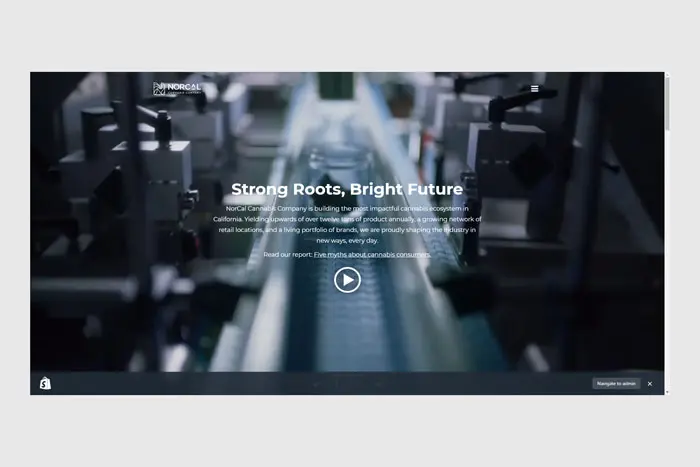 NORCAL
CANNABIS COMPANY
Strong Roots, Bright Future
NorCal Cannabis Company is building the most impactful cannabis ecosystem in
California. Yielding upwards of over twelve tons of product annually, a growing network of
retail locations, and a living portfolio of brands, we are proudly shaping the industry in
new ways, every day.
Read our report: Five myths about cannabis consumers.
Navigate to admin